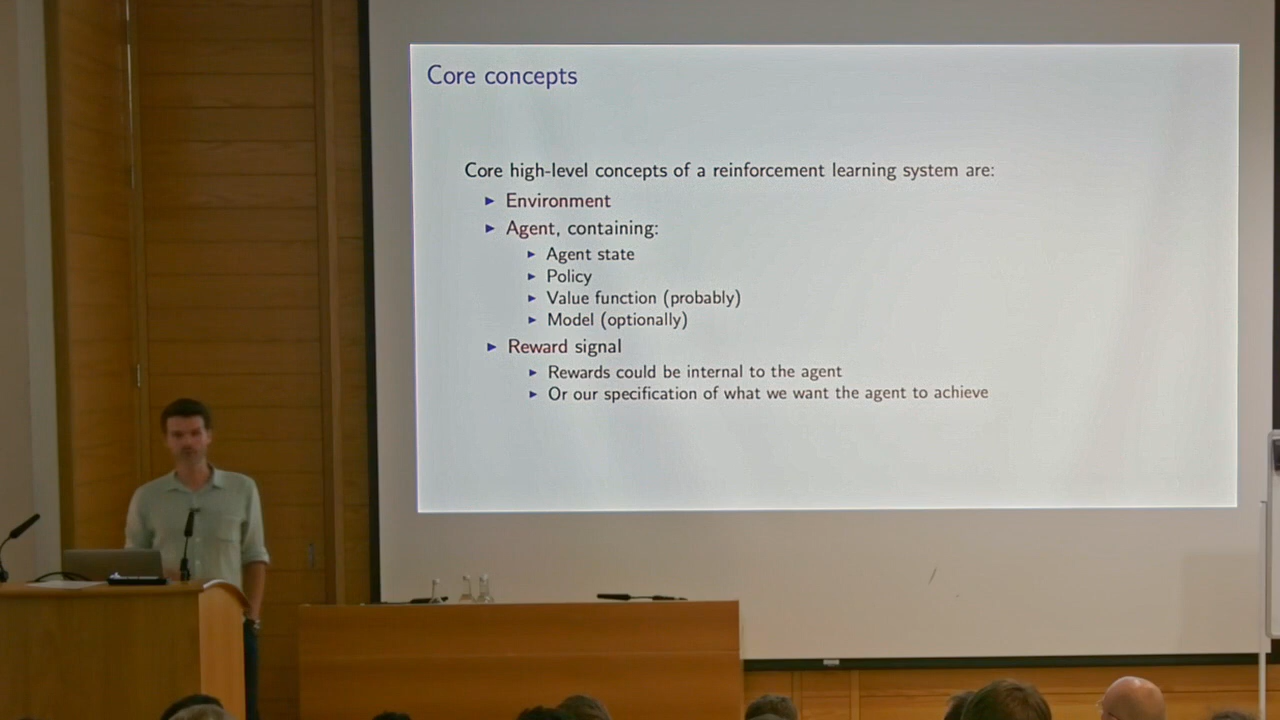 Core concepts
Core high-level concepts of a reinforcement learning system are:
▶ Environment
▶ Agent, containing:
▶ Agent state
▶ Policy
▶ Value function (probably)
▶ Model (optionally)
▶ Reward signal
▶ Rewards could be internal to the agent
▶ Or our specification of what we want the agent to achieve